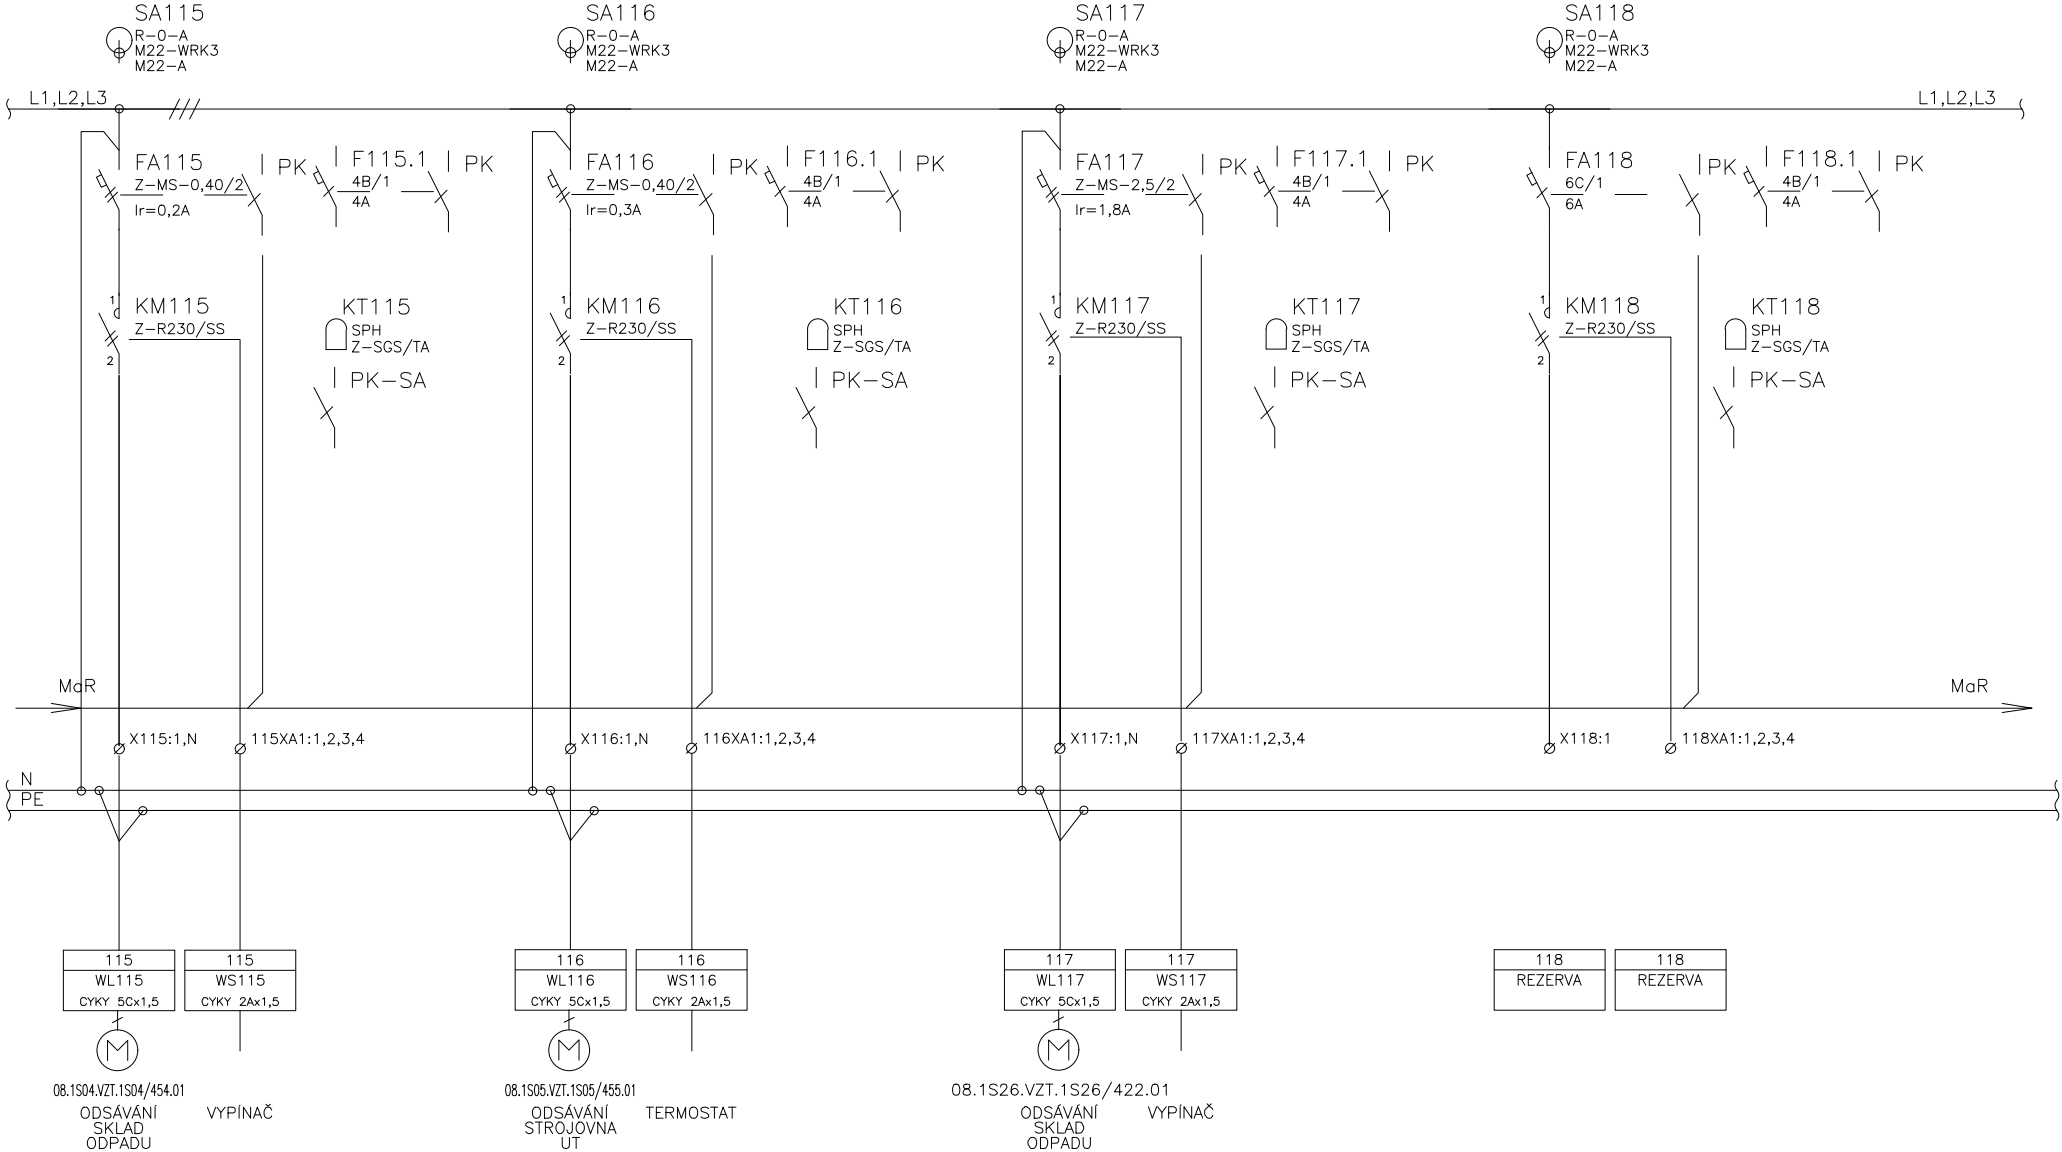 SA115
R-0-A
M22-WRK3
M22-A
SA116
R-0-A
M22-WRK3
M22-A
SA117
R-0-A
M22-WRK3
M22-A
SA118
R-0-A
M22-WRK3
M22-A
L1,L2,L3
L1,L2,L3
FA115
Z-MS-0,40/2
Ir=0,2A
PK
F115.1
4B/1
4A
PK
FA116
Z-MS-0,40/2
Ir=0,3A
PK
F116.1
4B/1
4A
PK
FA117
Z-MS-2,5/2
Ir=1,8A
PK
F117.1
4B/1
4A
PK
FA118
6C/1
6A
PK
F118.1
4B/1
4A
PK
1
KM115
Z-R230/SS
2
KT115
SPH
Z-SGS/TA
PK-SA
1
KM116
Z-R230/SS
2
KT116
SPH
Z-SGS/TA
PK-SA
1
KM117
Z-R230/SS
2
KT117
SPH
Z-SGS/TA
PK-SA
1
KM118
Z-R230/SS
2
KT118
SPH
Z-SGS/TA
PK-SA
MaR
MaR
X115:1,N
115XA1:1,2,3,4
X116:1,N
116XA1:1,2,3,4
X117:1,N
117XA1:1,2,3,4
X118:1
118XA1:1,2,3,4
N
PE
115
WL115
CYKY 5Cx1,5
115
WS115
CYKY 2Ax1,5
116
WL116
CYKY 5Cx1,5
116
WS116
CYKY 2Ax1,5
117
WL117
CYKY 5Cx1,5
117
WS117
CYKY 2Ax1,5
118
REZERVA
118
REZERVA
M
M
M
08.1S04.VZT.1S04/454.01
ODSÁVÁNÍ
SKLAD
ODPADU
VYPÍNAČ
08.1S05.VZT.1S05/455.01
ODSÁVÁNÍ
STROJOVNA
UT
TERMOSTAT
08.1S26.VZT.1S26/422.01
ODSÁVÁNÍ
SKLAD
ODPADU
VYPÍNAČ